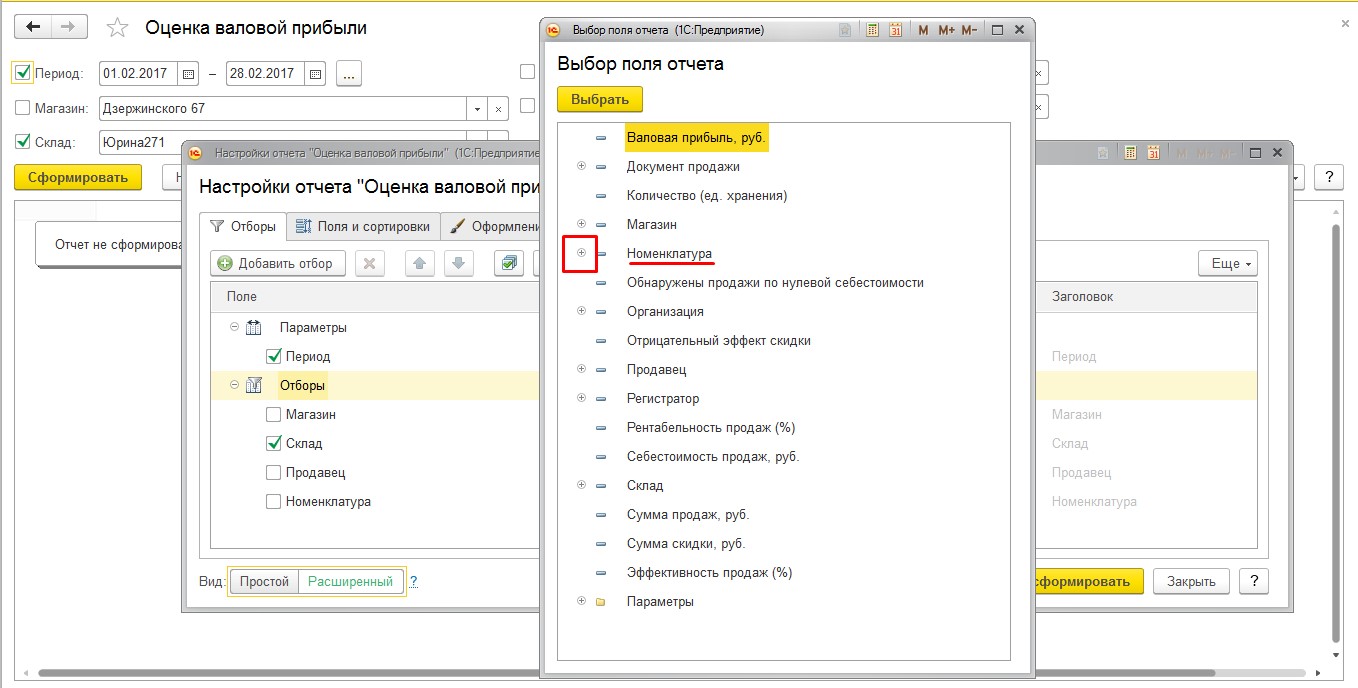 Оценка валовой прибыли
Период: 01.02.2017 – 28.02.2017 ...
Магазин: Дзержинского 67
Склад: Юрина271
Сформировать
?
Отчет не сформиров
Настройки отчета "Оценка валовой прибыли" (1С:Предприятие
Настройки отчета "Оценка валовой при
Отборы Поля и сортировки Оформлени
Добавить отбор
Еще
Поле
Заголовок
Параметры
Период
Период
Отборы
Магазин
Магазин
Склад
Склад
Продавец
Продавец
Номенклатура
Номенклатура
Вид: Простой Расширенный ?
сформировать Закрыть ?
Выбор поля отчета (1С:Предприятие)
M M+ M-
Выбор поля отчета
Выбрать
Валовая прибыль, руб.
Документ продажи
Количество (ед. хранения)
Магазин
Номенклатура
Обнаружены продажи по нулевой себестоимости
Организация
Отрицательный эффект скидки
Продавец
Регистратор
Рентабельность продаж (%)
Себестоимость продаж, руб.
Склад
Сумма продаж, руб.
Сумма скидки, руб.
Эффективность продаж (%)
Параметры